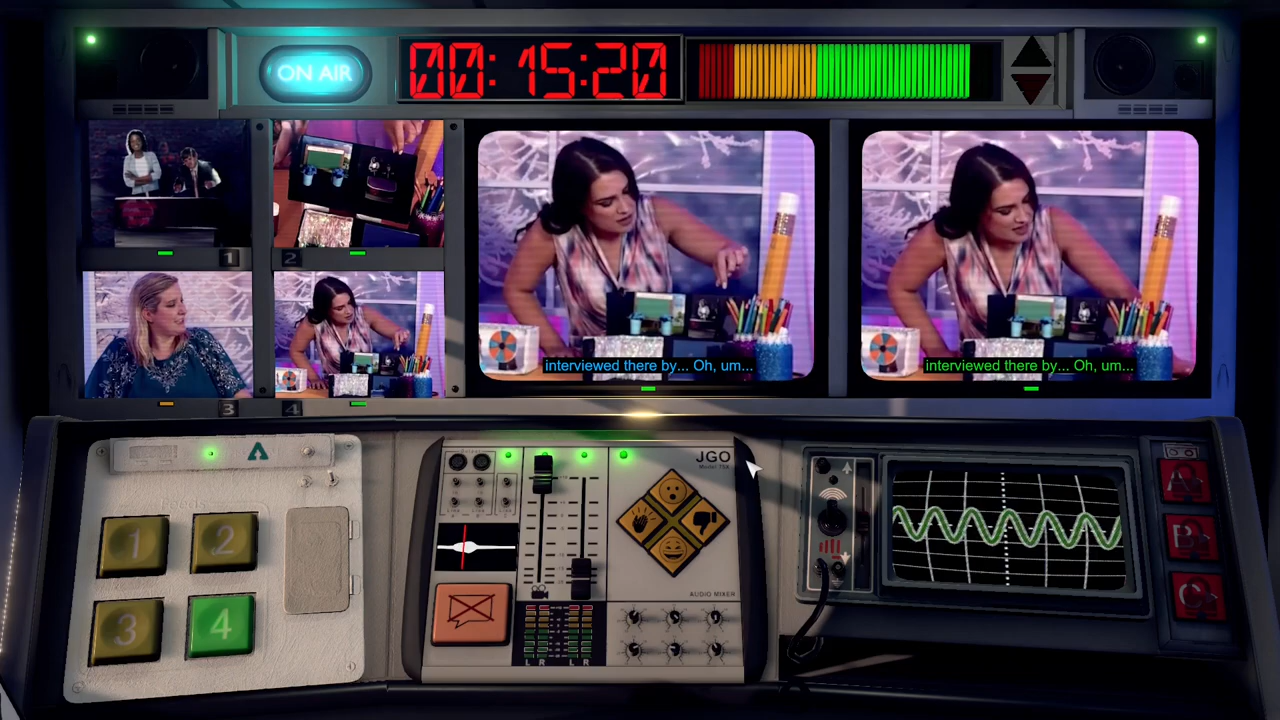 ON AIR
00:15:20
1
2
3
4
interviewed there by... Oh, um...
interviewed there by... Oh, um...
JGO
Feeds
1
2
3
4
AUDIO MIXER
L R
L R
A
B
C